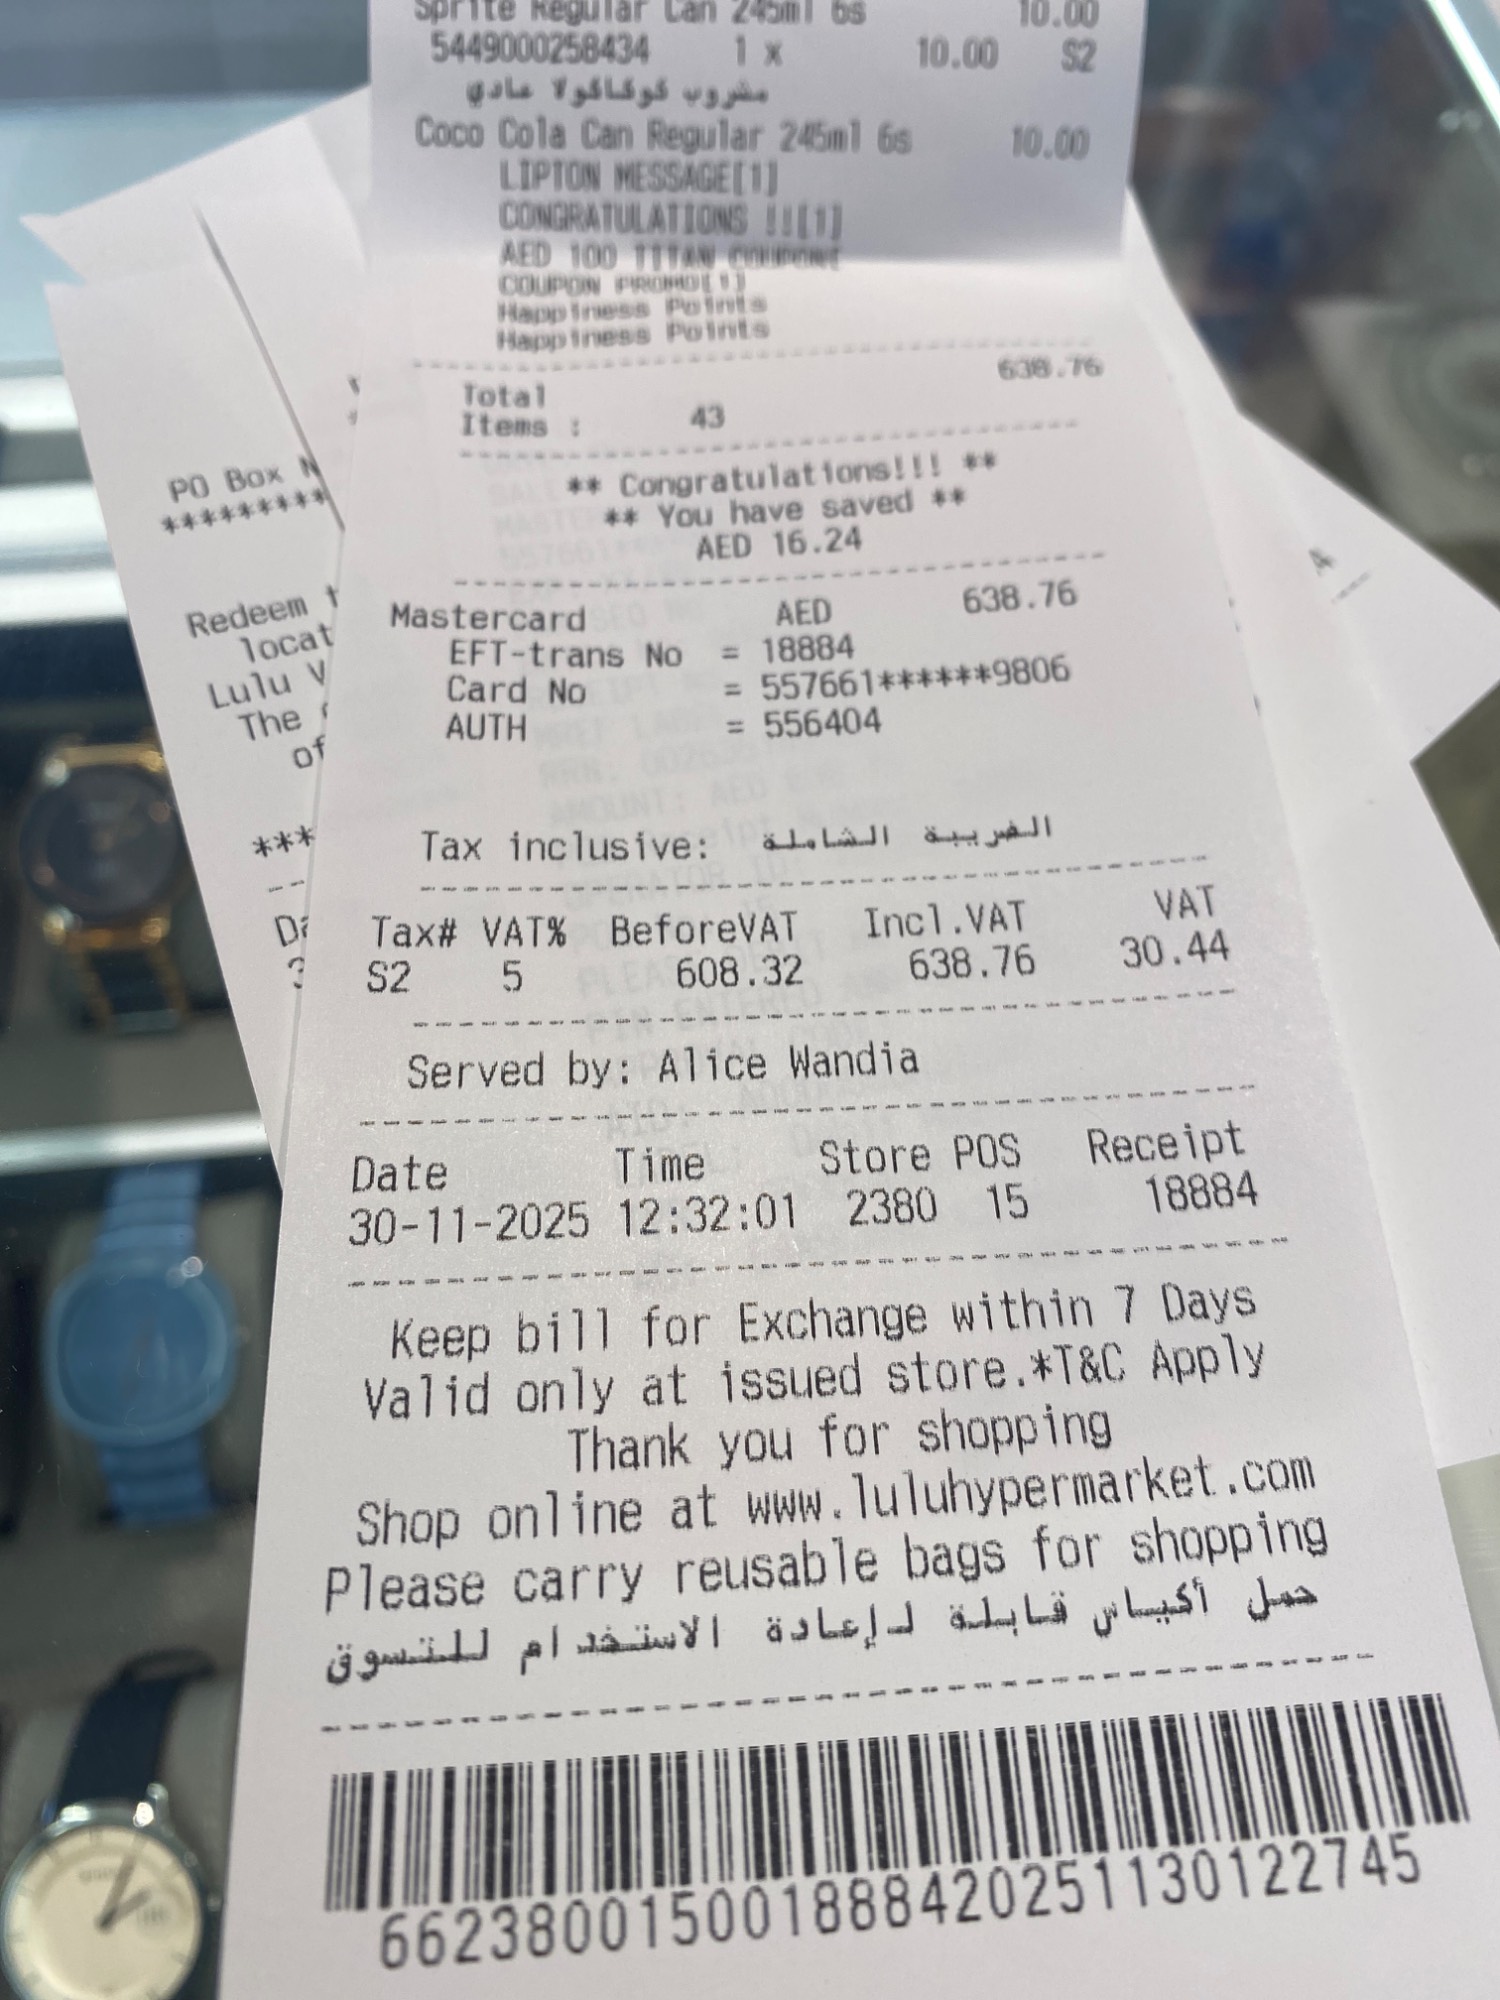 Sprite Regular Can 245ml 6s 10.00
5449000258434 1 x 10.00 S2
مشروب كوكاكولا عادي
Coco Cola Can Regular 245ml 6s 10.00
LIPTON MESSAGE[1]
CONGRATULATIONS !![1]
AED 100 TITAN COUPON[
COUPON PROMO[1]
Happiness Points
Happiness Points
Total 638.76
Items : 43
** Congratulations!!! **
** You have saved **
AED 16.24
Mastercard AED 638.76
EFT-trans No = 18884
Card No = 557661******9806
AUTH = 556404
Tax inclusive: الضريبة الشاملة
Tax# VAT% BeforeVAT Incl.VAT VAT
S2 5 608.32 638.76 30.44
Served by: Alice Wandia
Date Time Store POS Receipt
30-11-2025 12:32:01 2380 15 18884
Keep bill for Exchange within 7 Days
Valid only at issued store.*T&C Apply
Thank you for shopping
Shop online at www.luluhypermarket.com
Please carry reusable bags for shopping
حمل أكياس قابلة لإعادة الاستخدام للتسوق
662380015001888420251130122745
PO Box N
*********
Redeem
locat
Lulu V
The
of
***